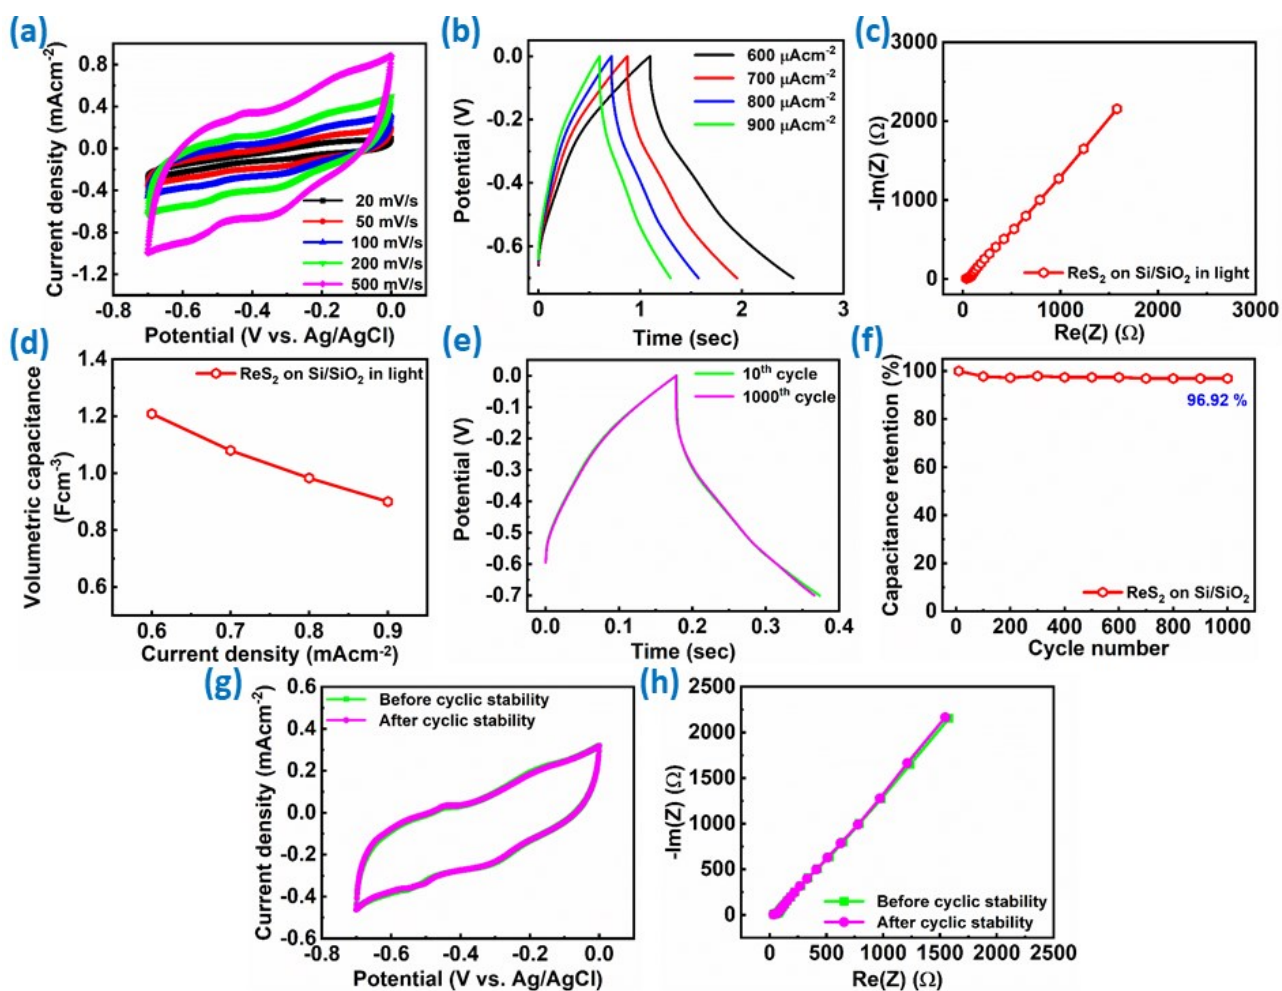 (a)
Current density (mAcm-2)
0.8
0.4
0.0
-0.4
-0.8
-1.2
20 mV/s
50 mV/s
100 mV/s
200 mV/s
500 mV/s
-0.8 -0.6 -0.4 -0.2 0.0
Potential (V vs. Ag/AgCl)
(b)
Potential (V)
0.0
-0.2
-0.4
-0.6
600 μAcm-2
700 μAcm-2
800 μAcm-2
900 μAcm-2
0 1 2 3
Time (sec)
(c)
-Im(Z) (Ω)
3000
2000
1000
0
ReS2 on Si/SiO2 in light
0 1000 2000 3000
Re(Z) (Ω)
(d)
Volumetric capacitance
(Fcm-3)
1.4
1.2
1.0
0.8
0.6
ReS2 on Si/SiO2 in light
0.6 0.7 0.8 0.9
Current density (mAcm-2)
(e)
Potential (V)
0.0
-0.1
-0.2
-0.3
-0.4
-0.5
-0.6
-0.7
10th cycle
1000th cycle
0.0 0.1 0.2 0.3 0.4
Time (sec)
(f)
Capacitance retention (%)
100
80
60
40
20
0
96.92 %
ReS2 on Si/SiO2
0 200 400 600 800 1000
Cycle number
(g)
Current density (mAcm-2)
0.6
0.4
0.2
0.0
-0.2
-0.4
-0.6
Before cyclic stability
After cyclic stability
-0.8 -0.6 -0.4 -0.2 0.0
Potential (V vs. Ag/AgCl)
(h)
-Im(Z) (Ω)
2500
2000
1500
1000
500
0
Before cyclic stability
After cyclic stability
0 500 1000 1500 2000 2500
Re(Z) (Ω)